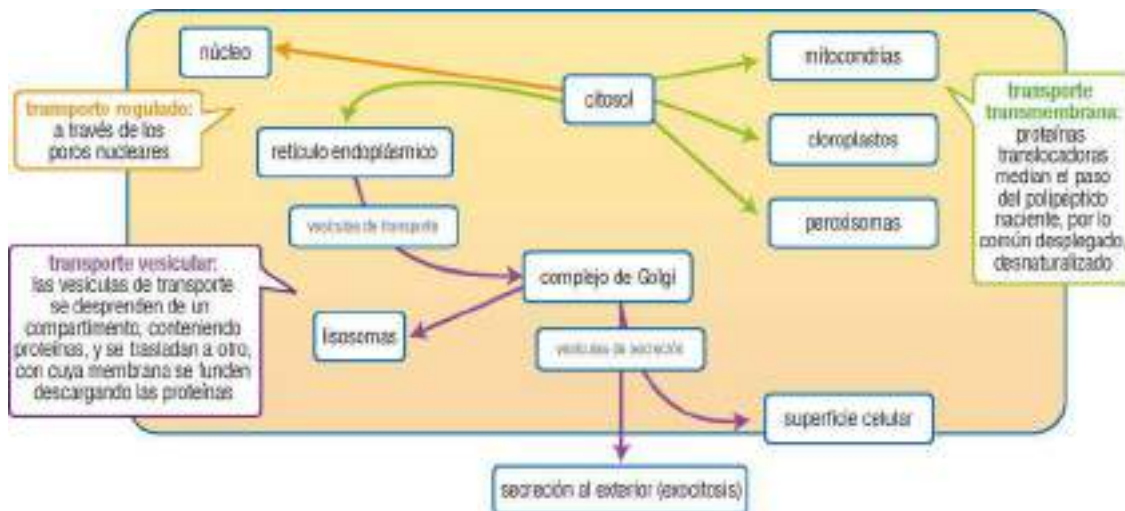 núcleo
mitocondrias
citosol
transporte regulado:
a través de los
poros nucleares
transporte
transmembrana:
proteínas
translocadoras
median el paso
del polipéptido
naciente, por lo
común desplegado,
desnaturalizado
cloroplastos
retículo endoplásmico
peroxisomas
vesículas de transporte
transporte vesicular:
las vesículas de transporte
se desprenden de un
compartimento, conteniendo
proteínas, y se trasladan a otro,
con cuya membrana se funden
descargando las proteínas
complejo de Golgi
lisosomas
vesículas de secreción
superficie celular
secreción al exterior (exocitosis)